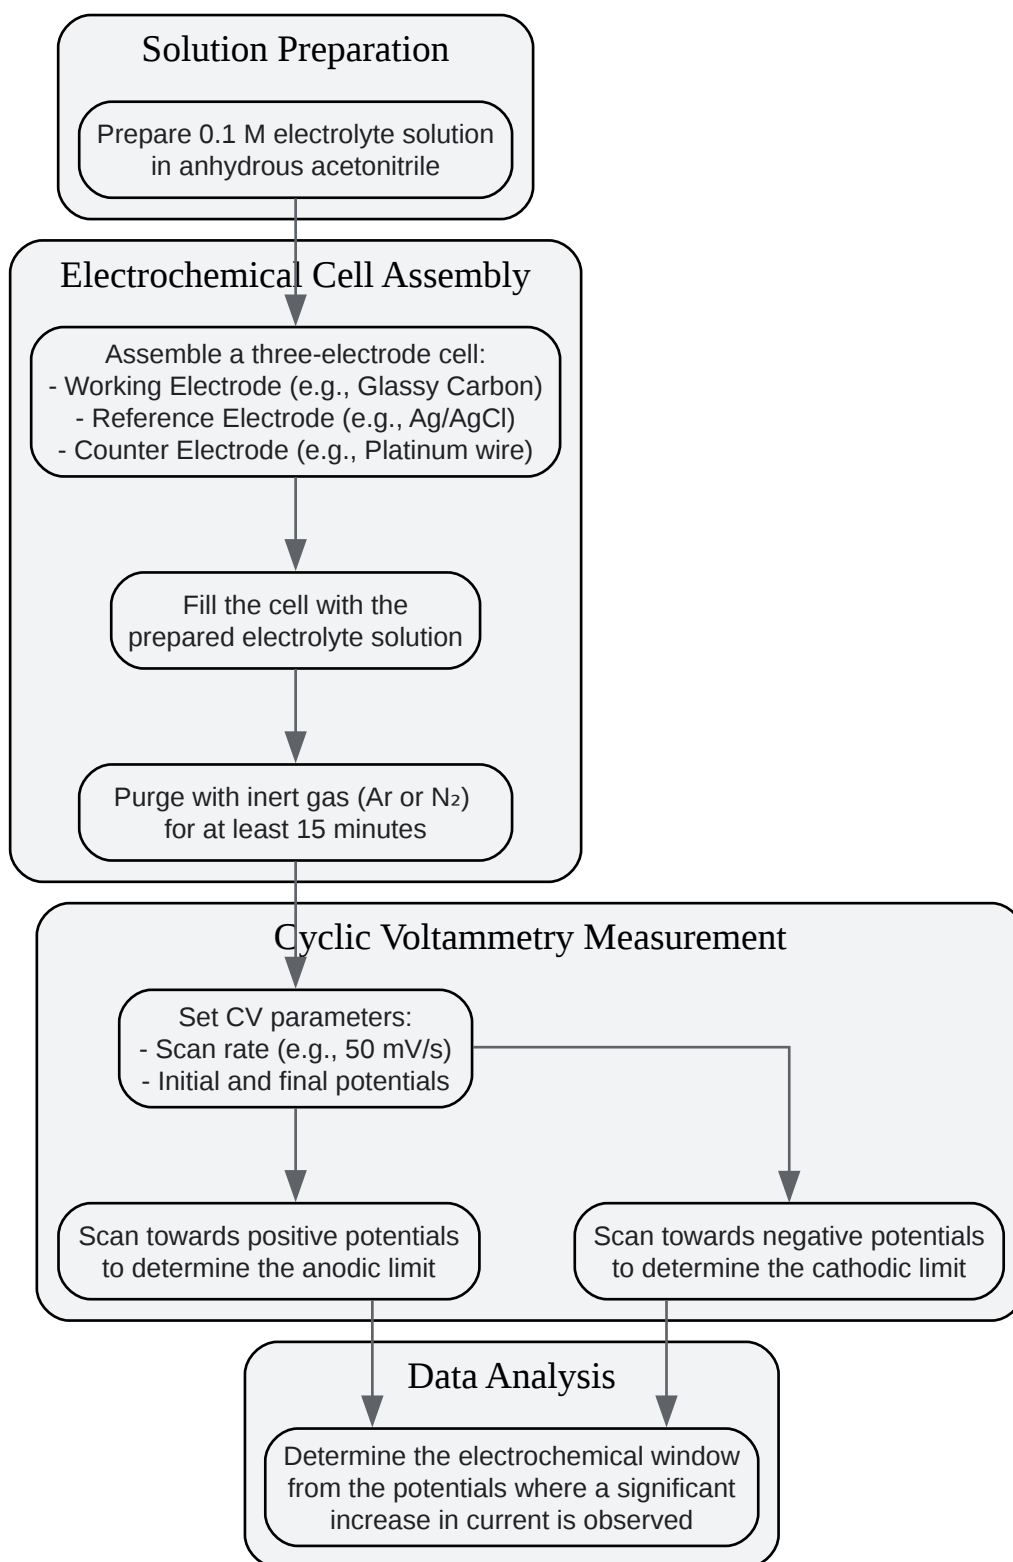 Solution Preparation
Prepare 0.1 M electrolyte solution
in anhydrous acetonitrile
Electrochemical Cell Assembly
Assemble a three-electrode cell:
- Working Electrode (e.g., Glassy Carbon)
- Reference Electrode (e.g., Ag/AgCl)
- Counter Electrode (e.g., Platinum wire)
Fill the cell with the
prepared electrolyte solution
Purge with inert gas (Ar or N₂)
for at least 15 minutes
Cyclic Voltammetry Measurement
Set CV parameters:
- Scan rate (e.g., 50 mV/s)
- Initial and final potentials
Scan towards positive potentials
to determine the anodic limit
Scan towards negative potentials
to determine the cathodic limit
Data Analysis
Determine the electrochemical window
from the potentials where a significant
increase in current is observed